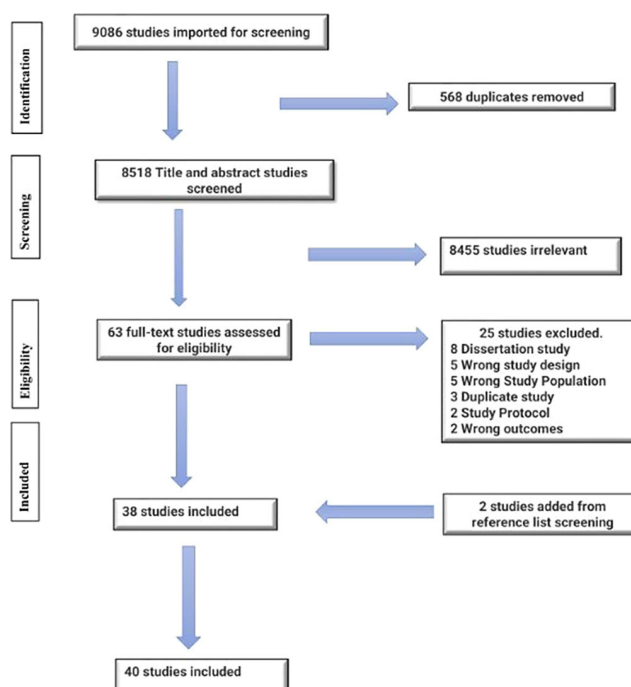 Identification
9086 studies imported for screening
568 duplicates removed
Screening
8518 Title and abstract studies
screened
8455 studies irrelevant
Eligibility
63 full-text studies assessed
for eligibility
25 studies excluded.
8 Dissertation study
5 Wrong study design
5 Wrong Study Population
3 Duplicate study
2 Study Protocol
2 Wrong outcomes
Included
38 studies included
2 studies added from
reference list screening
40 studies included